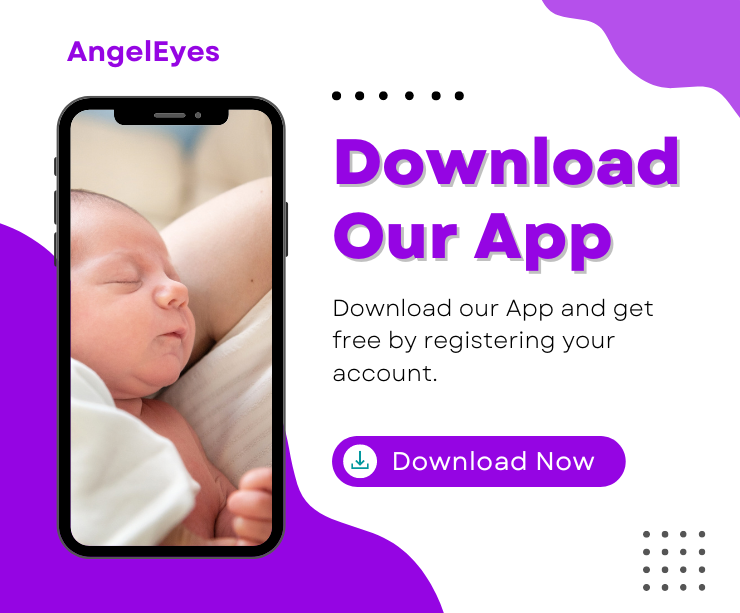 AngelEyes
Download
Our App
Download our App and get
free by registering your
account.
Download Now